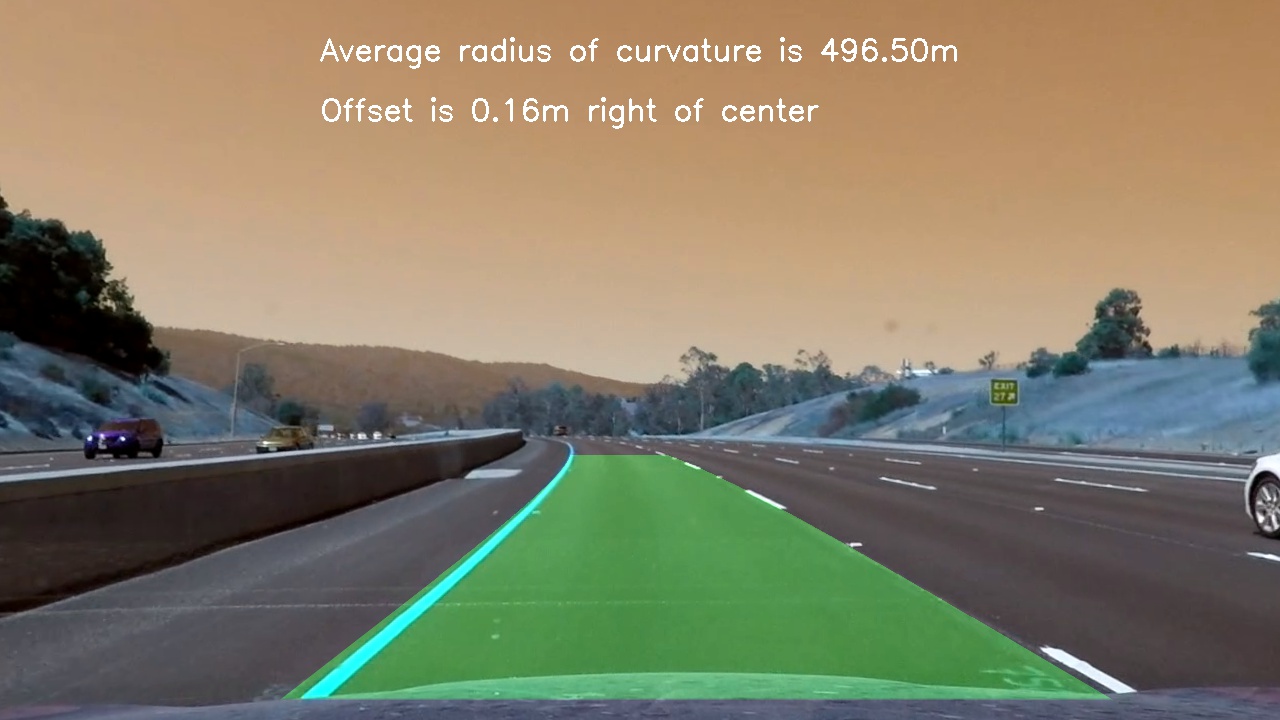 Average radius of curvature is 496.50m
Offset is 0.16m right of center
EXIT
27